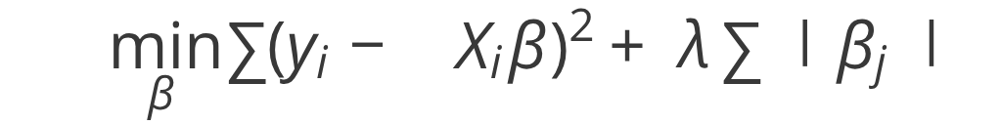 min∑(yᵢ − Xᵢβ)² + λ∑ | βⱼ |
β